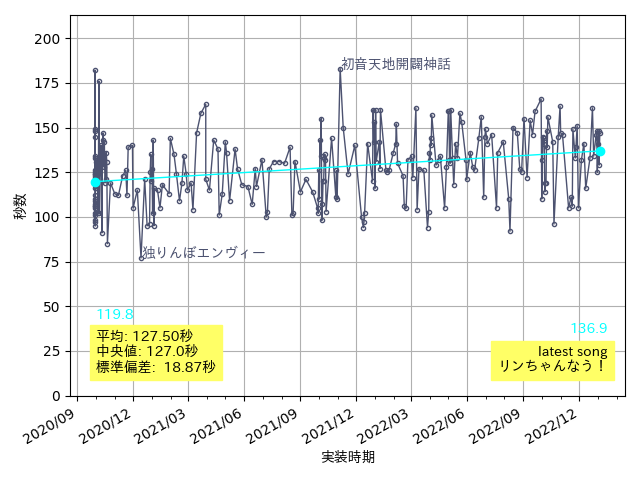 200
175
150
125
100
75
50
25
0
秒数
初音天地開闢神話
独りんぼエンヴィー
119.8
136.9
平均: 127.50秒
中央値: 127.0秒
標準偏差: 18.87秒
latest song
リンちゃんなう！
2020/09
2020/12
2021/03
2021/06
2021/09
2021/12
2022/03
2022/06
2022/09
2022/12
実装時期